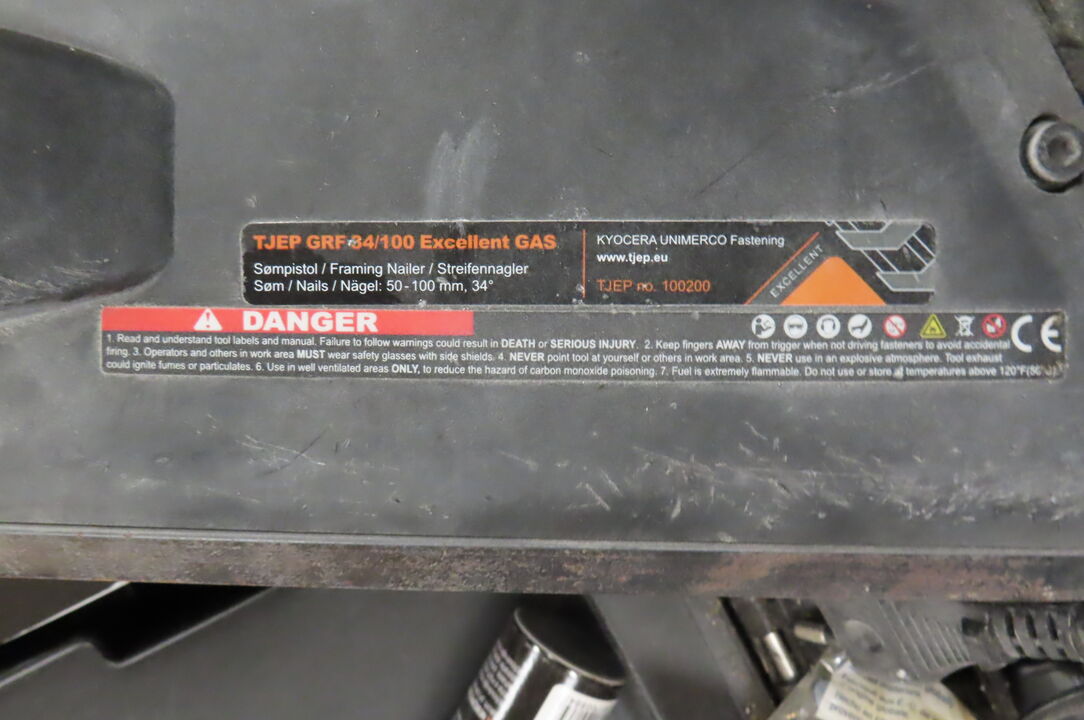 TJEP GRF 34/100 Excellent GAS
Sømpistol / Framing Nailer / Streifennagler
Søm / Nails / Nägel: 50-100 mm, 34°
KYOCERA UNIMERCO Fastening
www.tjep.eu
TJEP no. 100200
EXCELLENT
DANGER
1. Read and understand tool labels and manual. Failure to follow warnings could result in DEATH or SERIOUS INJURY. 2. Keep fingers AWAY from trigger when not driving fasteners to avoid accidental
firing. 3. Operators and others in work area MUST wear safety glasses with side shields. 4. NEVER point tool at yourself or others in work area. 5. NEVER use in an explosive atmosphere. Tool exhaust
could ignite fumes or particulates. 6. Use in well ventilated areas ONLY, to reduce the hazard of carbon monoxide poisoning. 7. Fuel is extremely flammable. Do not use or store at temperatures above 120°F
CE